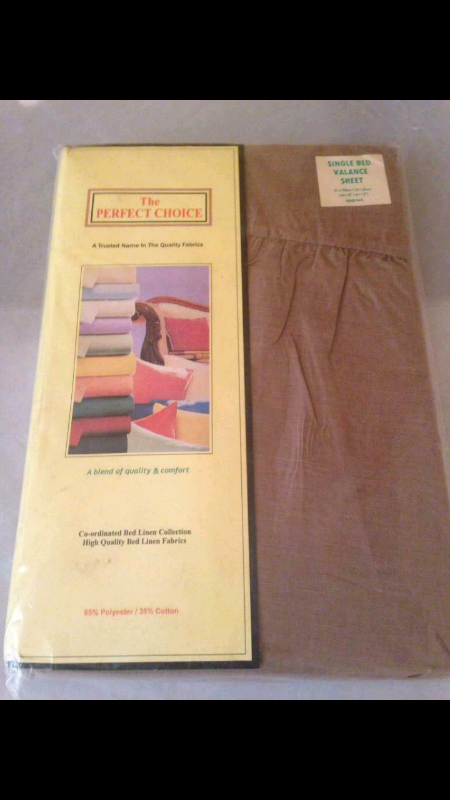 The
PERFECT CHOICE
A Trusted Name In The Quality Fabrics
A blend of quality & comfort
Co-ordinated Bed Linen Collection
High Quality Bed Linen Fabrics
65% Polyester / 35% Cotton
SINGLE BED
VALANCE
SHEET